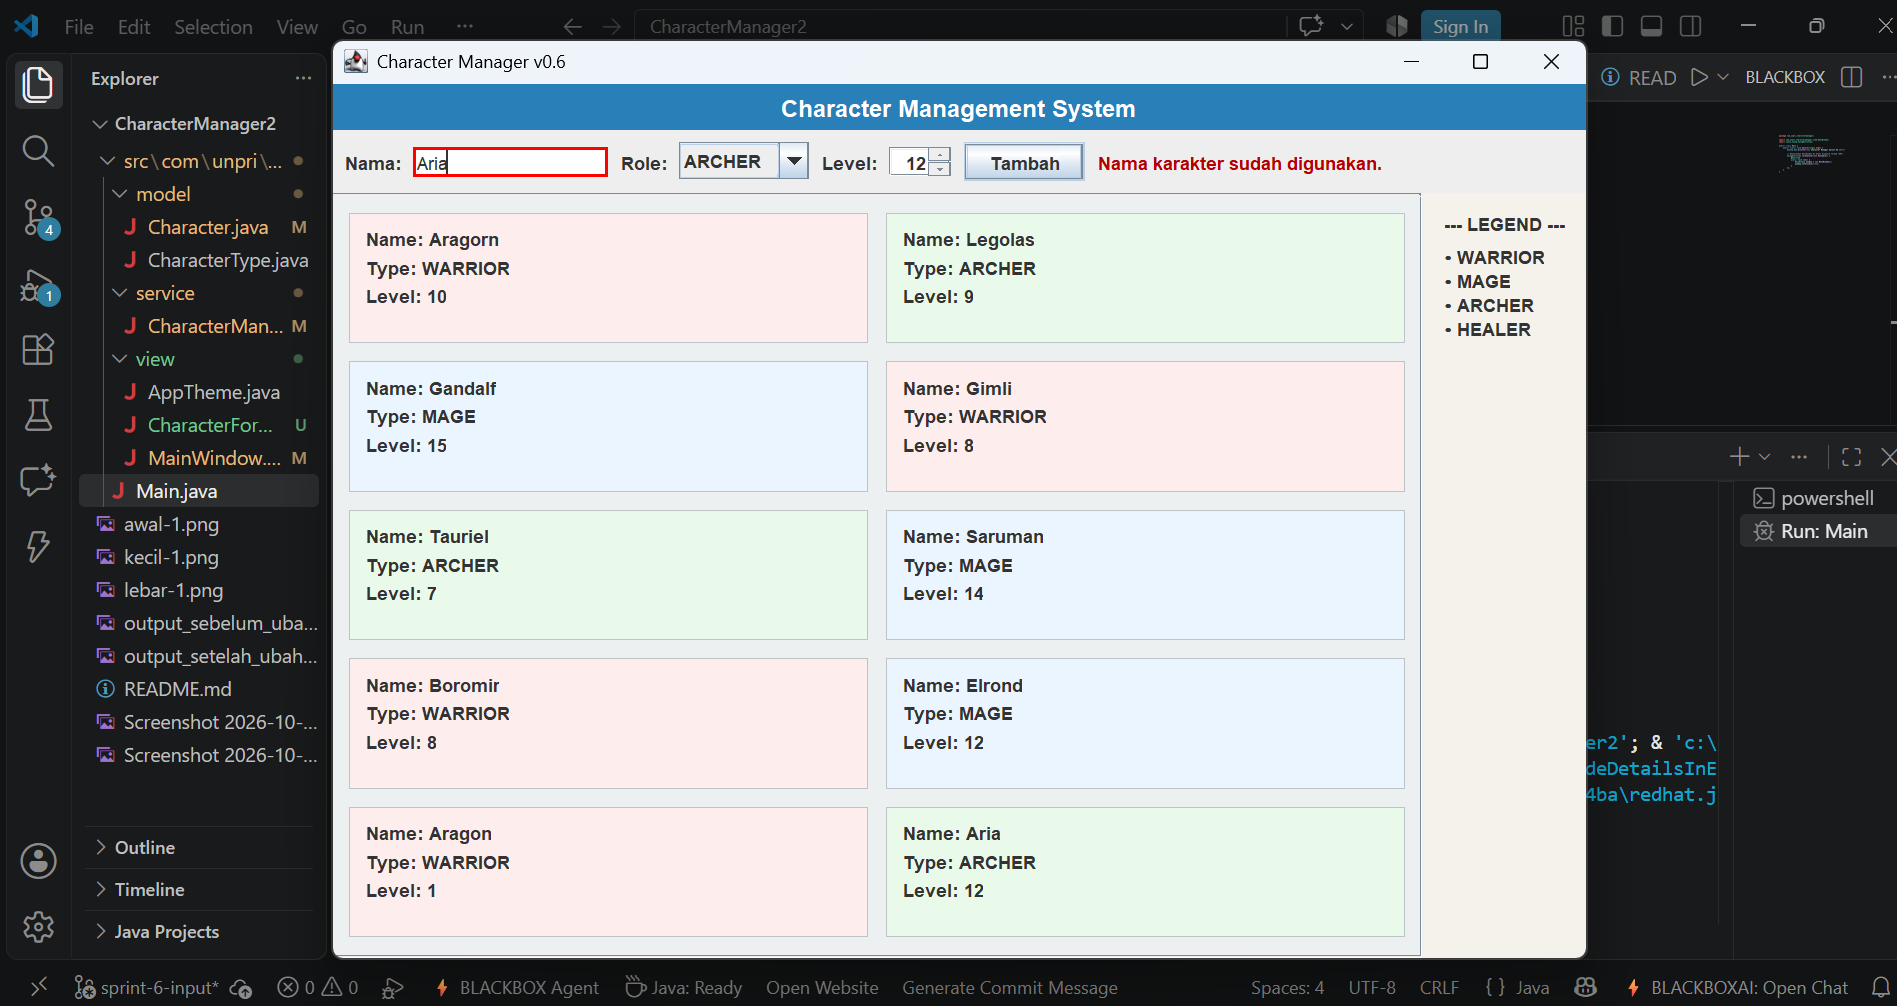 File Edit Selection View Go Run ··· CharacterManager2 Sign In
Explorer ···
CharacterManager2
src\com\unpri\...
model
Character.java M
CharacterType.java
service
CharacterMan... M
view
AppTheme.java
CharacterFor... U
MainWindow.... M
Main.java
awal-1.png
kecil-1.png
lebar-1.png
output_sebelum_uba...
output_setelah_ubah...
README.md
Screenshot 2026-10-...
Screenshot 2026-10-...
Outline
Timeline
Java Projects
4
1
Character Manager v0.6
Character Management System
Nama: Aria Role: ARCHER Level: 12 Tambah Nama karakter sudah digunakan.
Name: Aragorn
Type: WARRIOR
Level: 10
Name: Legolas
Type: ARCHER
Level: 9
Name: Gandalf
Type: MAGE
Level: 15
Name: Gimli
Type: WARRIOR
Level: 8
Name: Tauriel
Type: ARCHER
Level: 7
Name: Saruman
Type: MAGE
Level: 14
Name: Boromir
Type: WARRIOR
Level: 8
Name: Elrond
Type: MAGE
Level: 12
Name: Aragon
Type: WARRIOR
Level: 1
Name: Aria
Type: ARCHER
Level: 12
--- LEGEND ---
• WARRIOR
• MAGE
• ARCHER
• HEALER
READ BLACKBOX ···
powershell
Run: Main
er2'; & 'c:\
deDetailsInE
4ba\redhat.j
sprint-6-input* 0 0 BLACKBOX Agent Java: Ready Open Website Generate Commit Message Spaces: 4 UTF-8 CRLF { } Java BLACKBOXAI: Open Chat